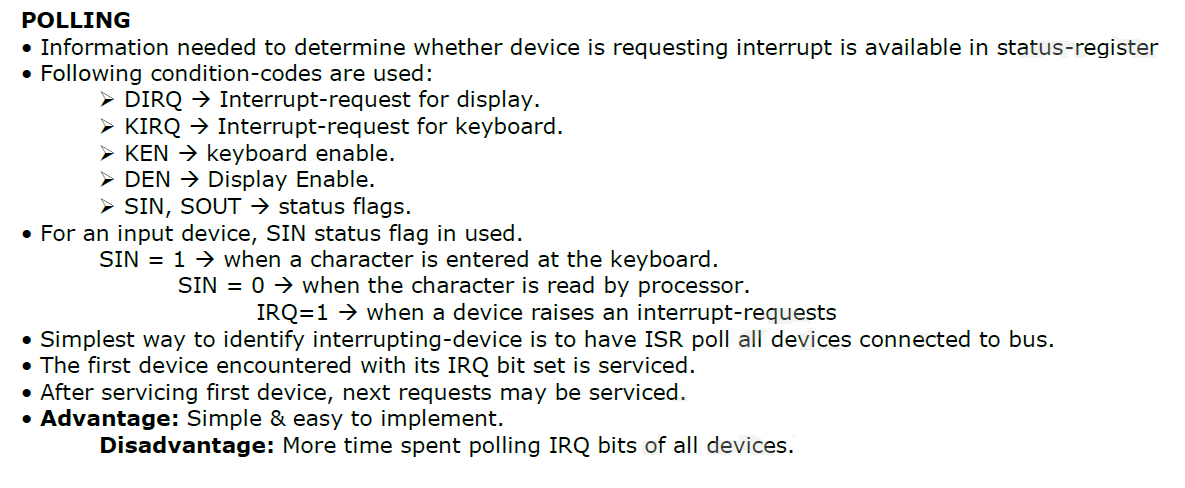 POLLING
• Information needed to determine whether device is requesting interrupt is available in status-register
• Following condition-codes are used:
➢ DIRQ → Interrupt-request for display.
➢ KIRQ → Interrupt-request for keyboard.
➢ KEN → keyboard enable.
➢ DEN → Display Enable.
➢ SIN, SOUT → status flags.
• For an input device, SIN status flag in used.
SIN = 1 → when a character is entered at the keyboard.
SIN = 0 → when the character is read by processor.
IRQ=1 → when a device raises an interrupt-requests
• Simplest way to identify interrupting-device is to have ISR poll all devices connected to bus.
• The first device encountered with its IRQ bit set is serviced.
• After servicing first device, next requests may be serviced.
• Advantage: Simple & easy to implement.
Disadvantage: More time spent polling IRQ bits of all devices.